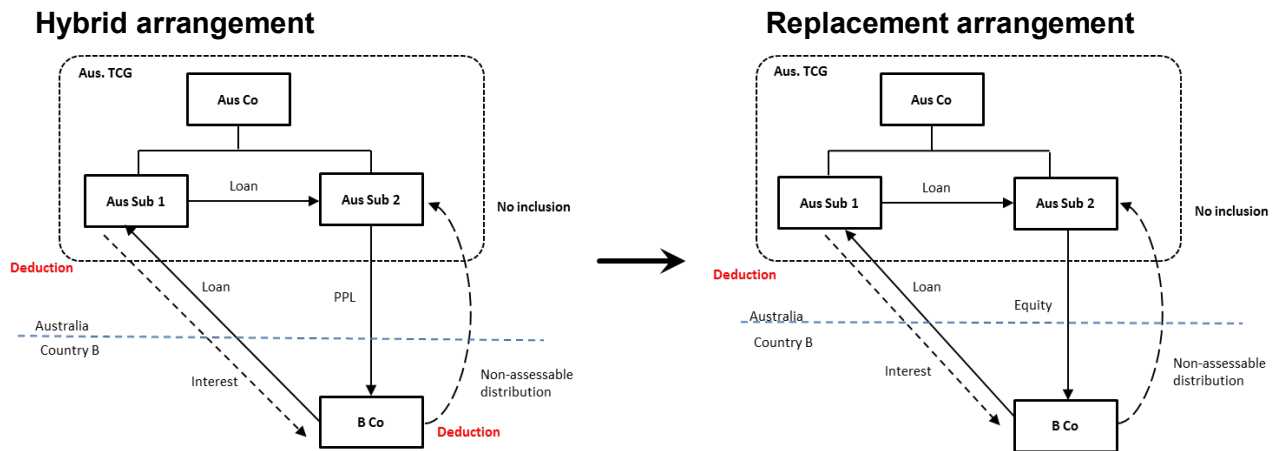 Hybrid arrangement
Aus. TCG
Aus Co
Aus Sub 1
Loan
Aus Sub 2
No inclusion
Deduction
Loan
PPL
Australia
Country B
Interest
Non-assessable
distribution
B Co
Deduction
Replacement arrangement
Aus. TCG
Aus Co
Aus Sub 1
Loan
Aus Sub 2
No inclusion
Deduction
Loan
Equity
Australia
Country B
Interest
Non-assessable
distribution
B Co